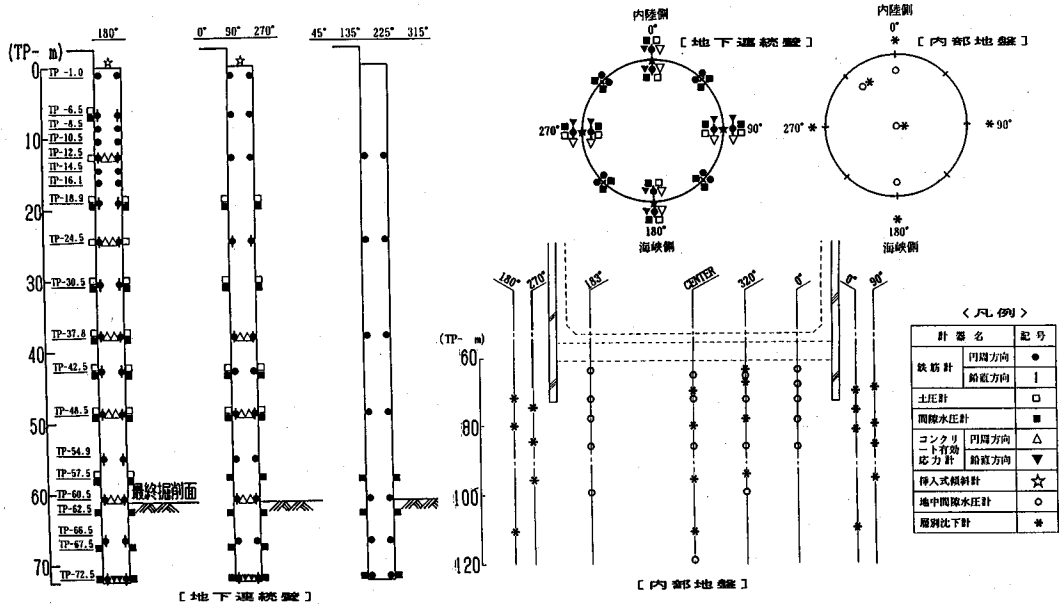 180°
0°
90°
270°
45°
135°
225°
315°
(TP- m)
0
TP -1.0
TP -6.5
TP -8.5
10
TP -10.5
TP-12.5
TP-14.5
TP-16.1
TP-18.9
20
TP-24.5
30
TP-30.5
TP-37.8
40
TP-42.5
TP-48.5
50
TP-54.9
TP-57.5
60
TP-60.5
TP-62.5
TP-66.5
TP-67.5
70
TP-72.5
最終掘削面
[地下連続壁]
内陸側
0°
[地下連続壁]
270°
90°
180°
海峡側
内陸側
0°
[内部地盤]
270°
90°
180°
海峡側
180°
270°
183°
CENTER
320°
0°
0°
90°
(TP- m)
60
80
100
120
[内部地盤]
<凡例>
計器名 記号
鉄筋計 円周方向 ●
鉛直方向 |
土圧計 □
間隙水圧計 ■
コンクリート有効応力計 円周方向 △
鉛直方向 ▼
挿入式傾斜計 ☆
地中間隙水圧計 ○
層別沈下計 *